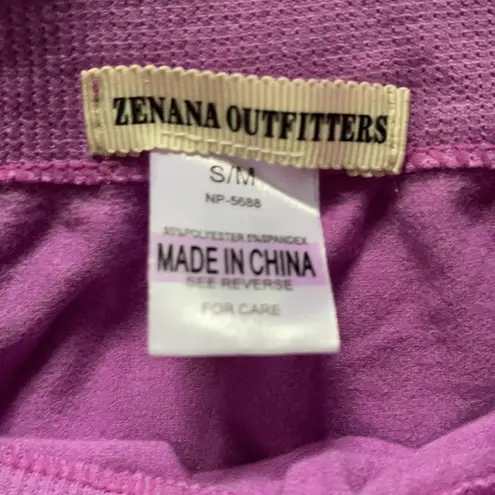 ZENANA OUTFITTERS
S/M
NP-5688
95%POLYESTER 5%SPANDEX
MADE IN CHINA
SEE REVERSE
FOR CARE